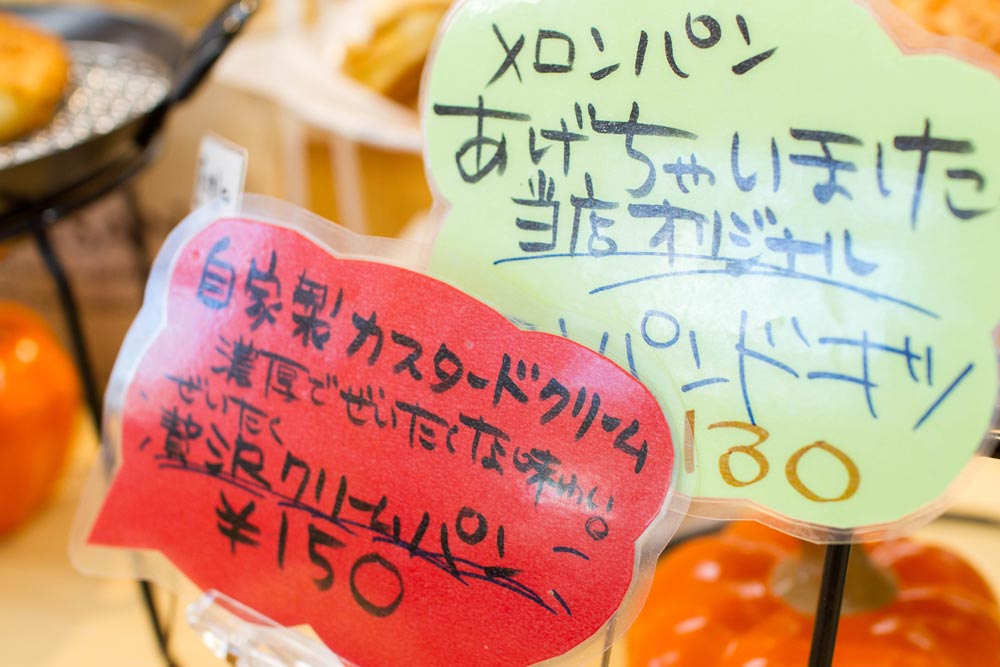 メロンパン
あげちゃいました
当店オリジナル
パンドーナツ
130
自家製カスタードクリーム
濃厚でぜいたくな味わい。
ぜいたく
贅沢クリームパン
¥150